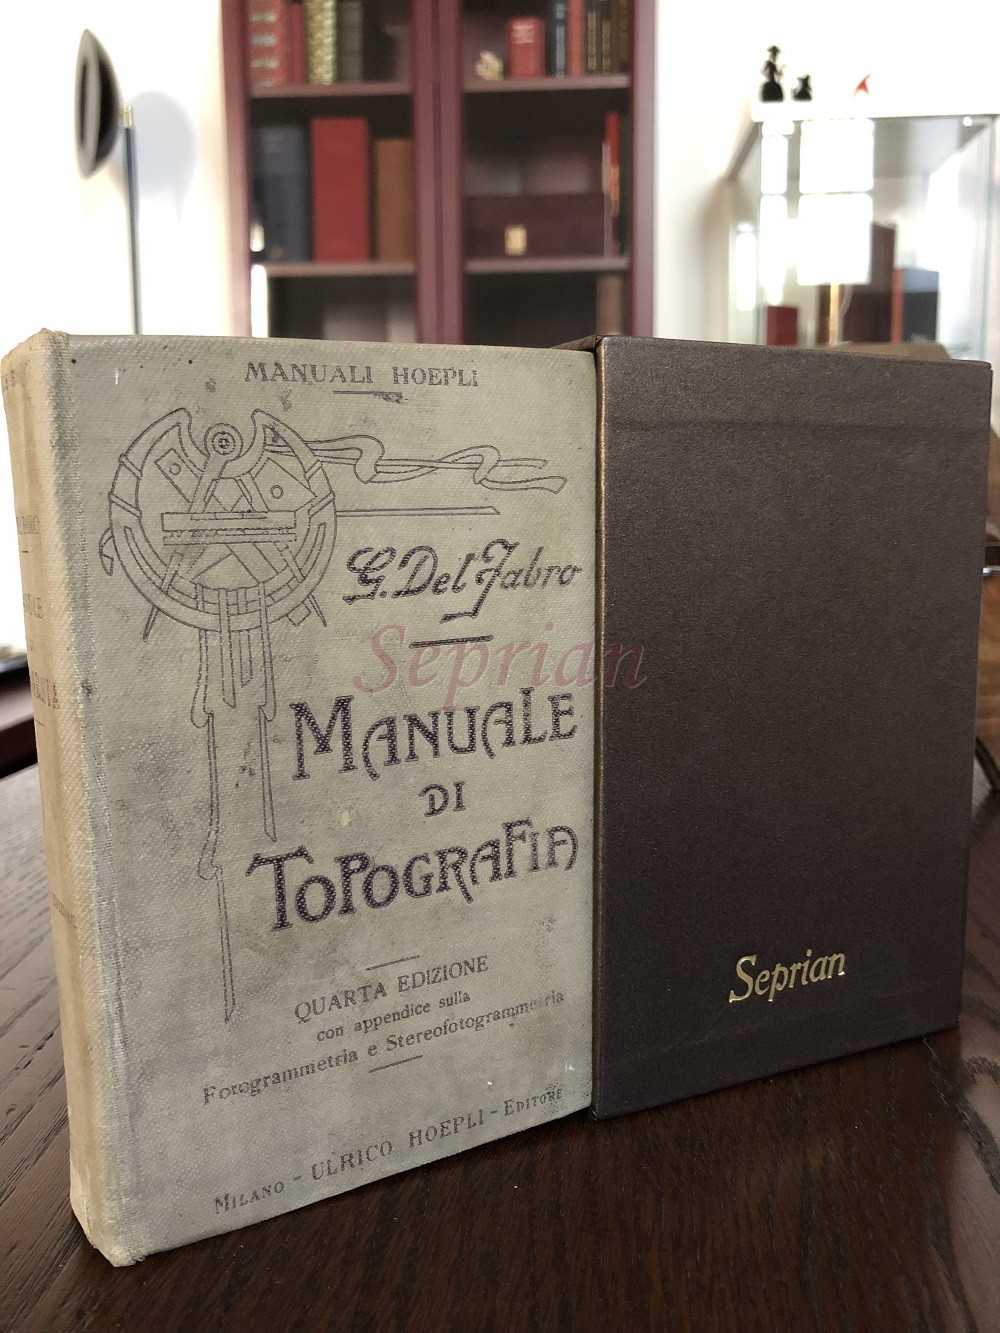 MANUALI HOEPLI
G. Del Fabro
Seprian
MANUALE
DI
TOPOGRAFIA
QUARTA EDIZIONE
con appendice sulla
Fotogrammetria e Stereofotogrammetria
MILANO - ULRICO HOEPLI - EDITORE
Seprian